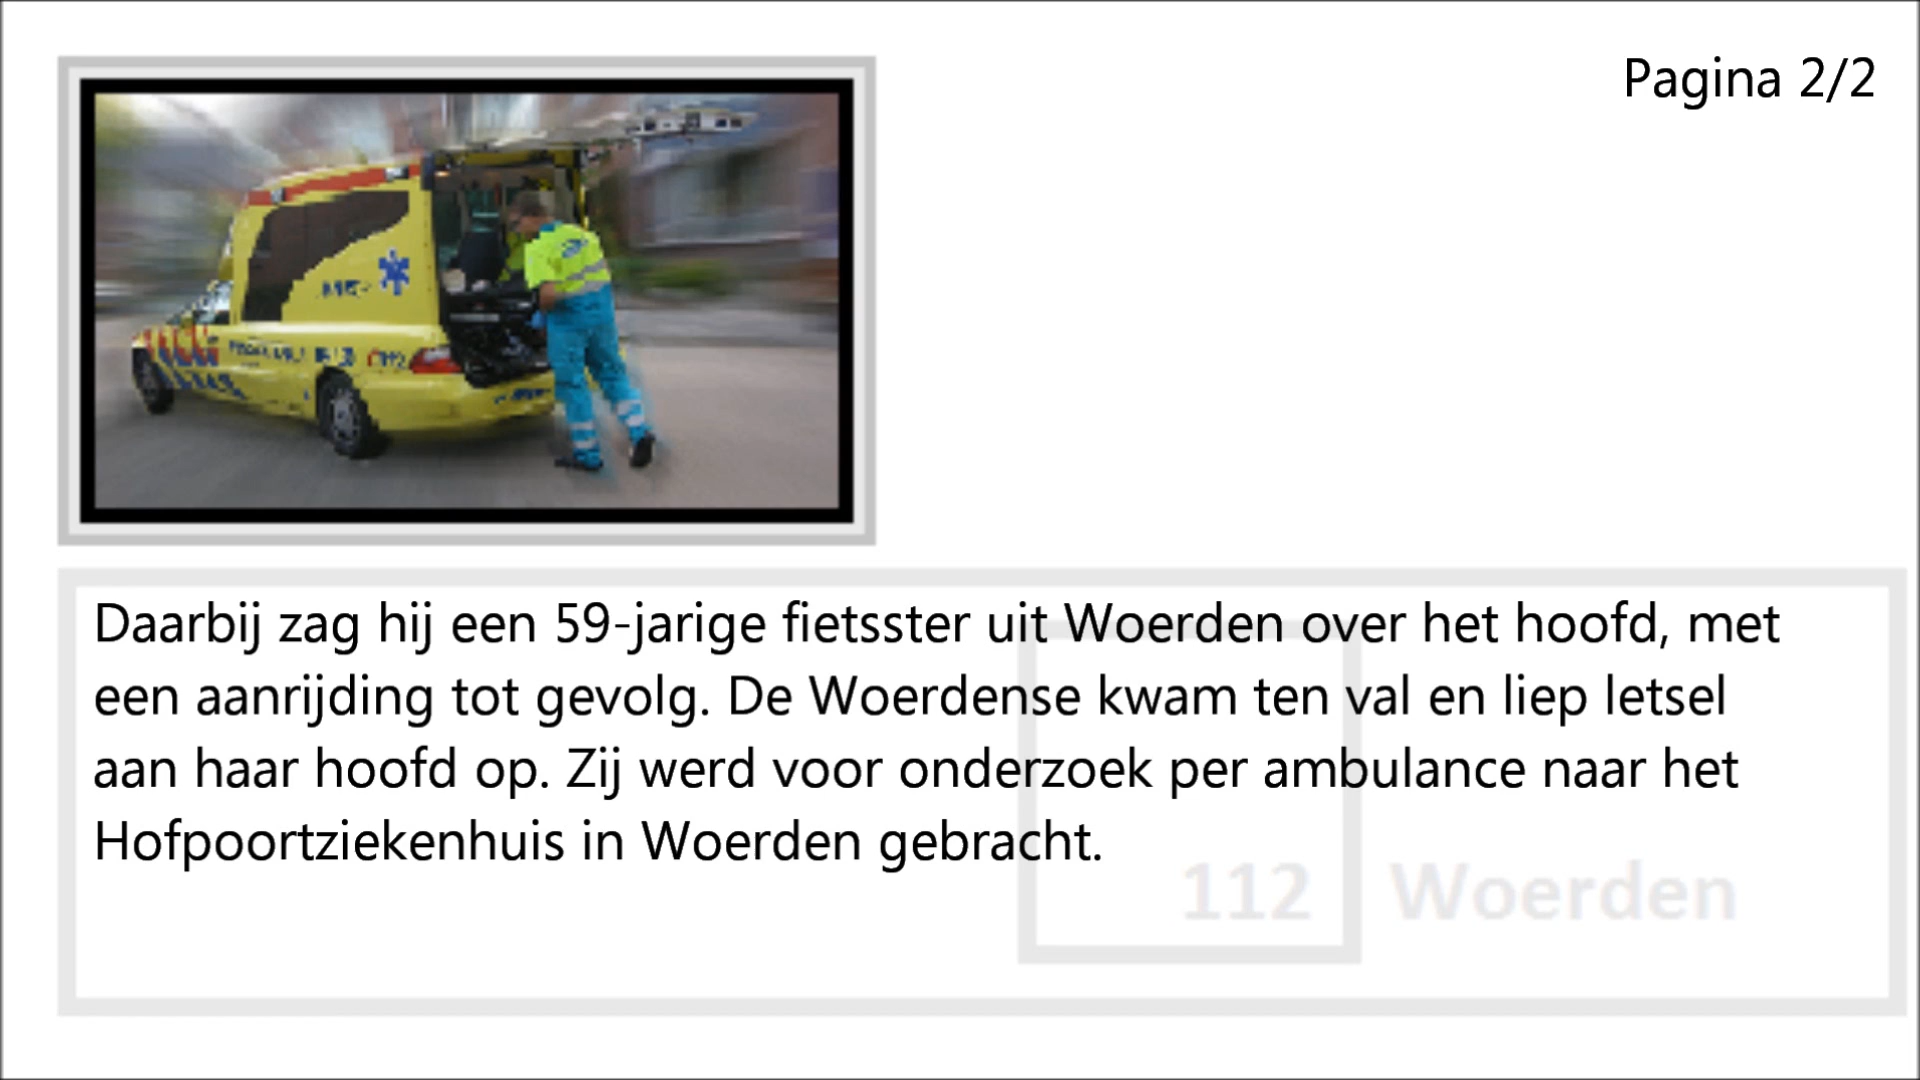 Pagina 2/2
Daarbij zag hij een 59-jarige fietsster uit Woerden over het hoofd, met
een aanrijding tot gevolg. De Woerdense kwam ten val en liep letsel
aan haar hoofd op. Zij werd voor onderzoek per ambulance naar het
Hofpoortziekenhuis in Woerden gebracht.
112 Woerden